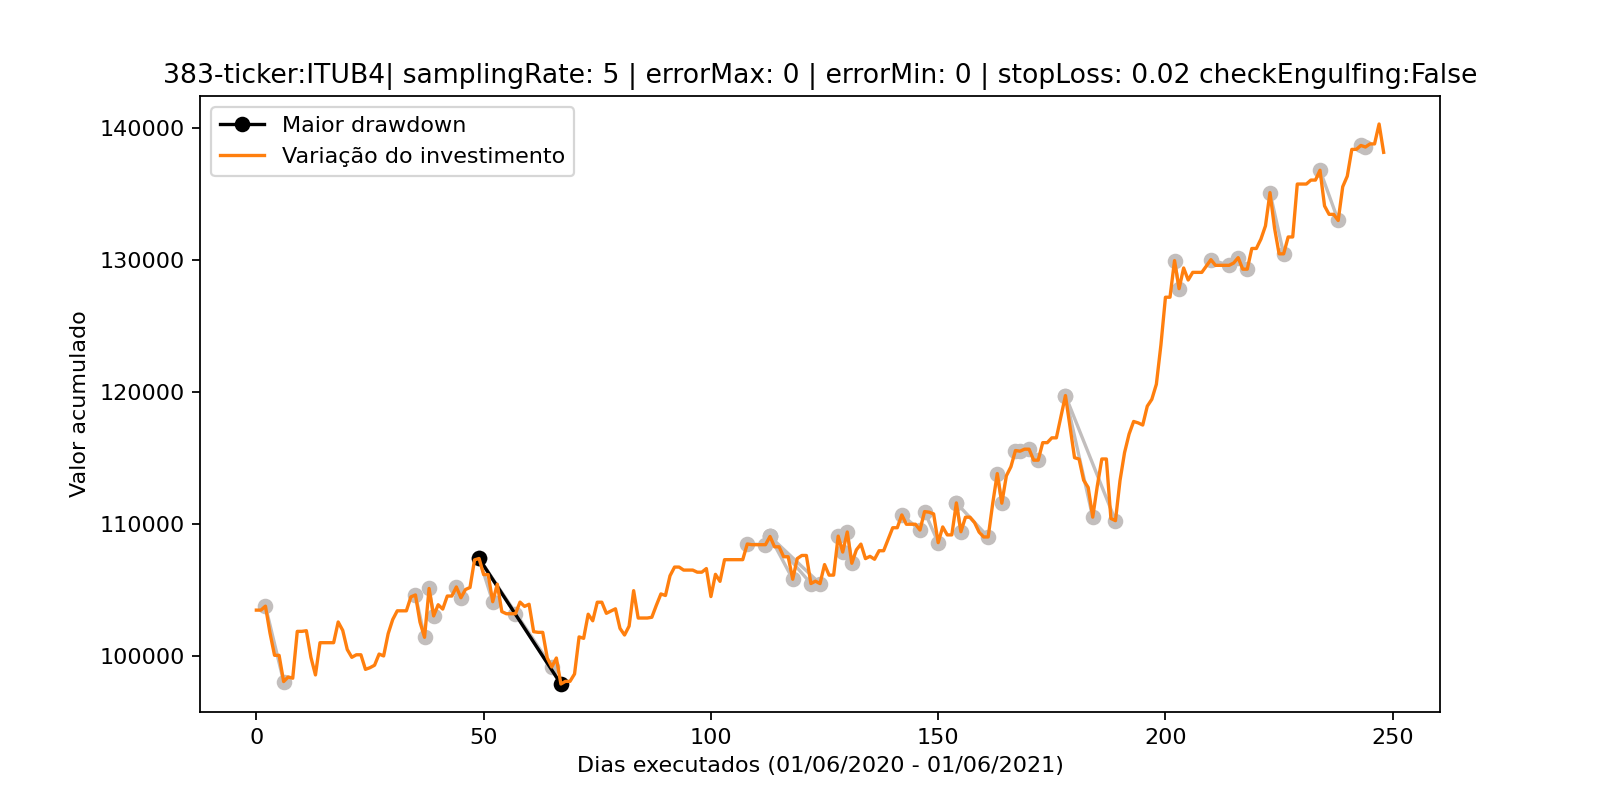 383-ticker:ITUB4| samplingRate: 5 | errorMax: 0 | errorMin: 0 | stopLoss: 0.02 checkEngulfing:False
Maior drawdown
Variação do investimento
Valor acumulado
140000
130000
120000
110000
100000
0 50 100 150 200 250
Dias executados (01/06/2020 - 01/06/2021)